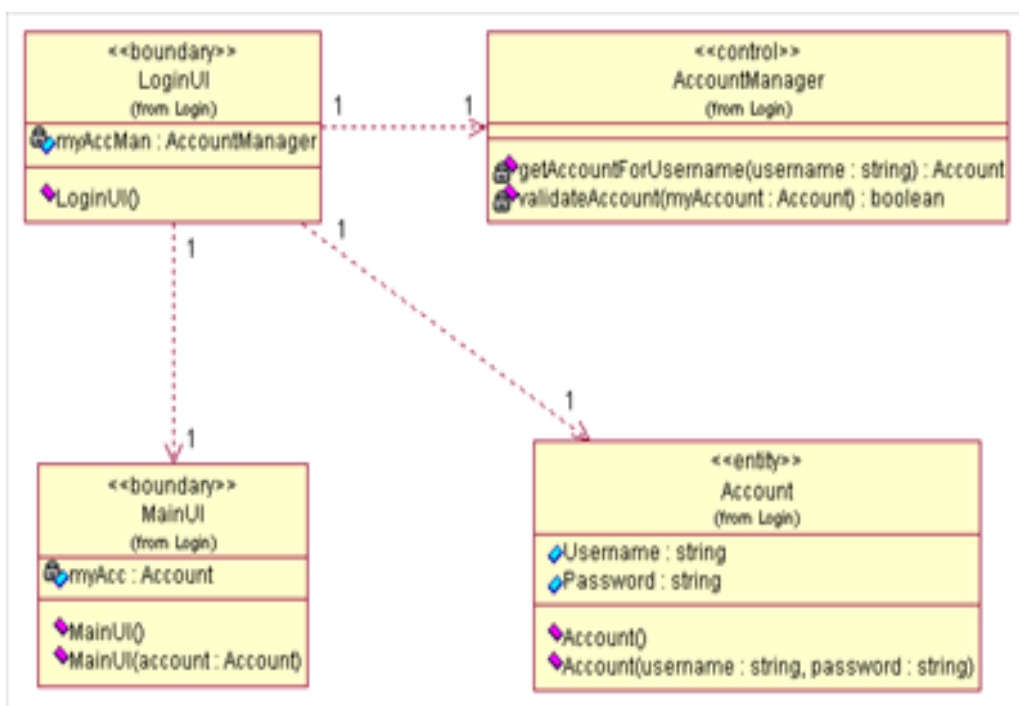 <<boundary>>
LoginUI
(from Login)
myAccMan : AccountManager
LoginUI()
1
1
<<control>>
AccountManager
(from Login)
getAccountForUsername(username : string) : Account
validateAccount(myAccount : Account) : boolean
1
1
1
1
<<boundary>>
MainUI
(from Login)
myAcc : Account
MainUI()
MainUI(account : Account)
<<entity>>
Account
(from Login)
Username : string
Password : string
Account()
Account(username : string, password : string)